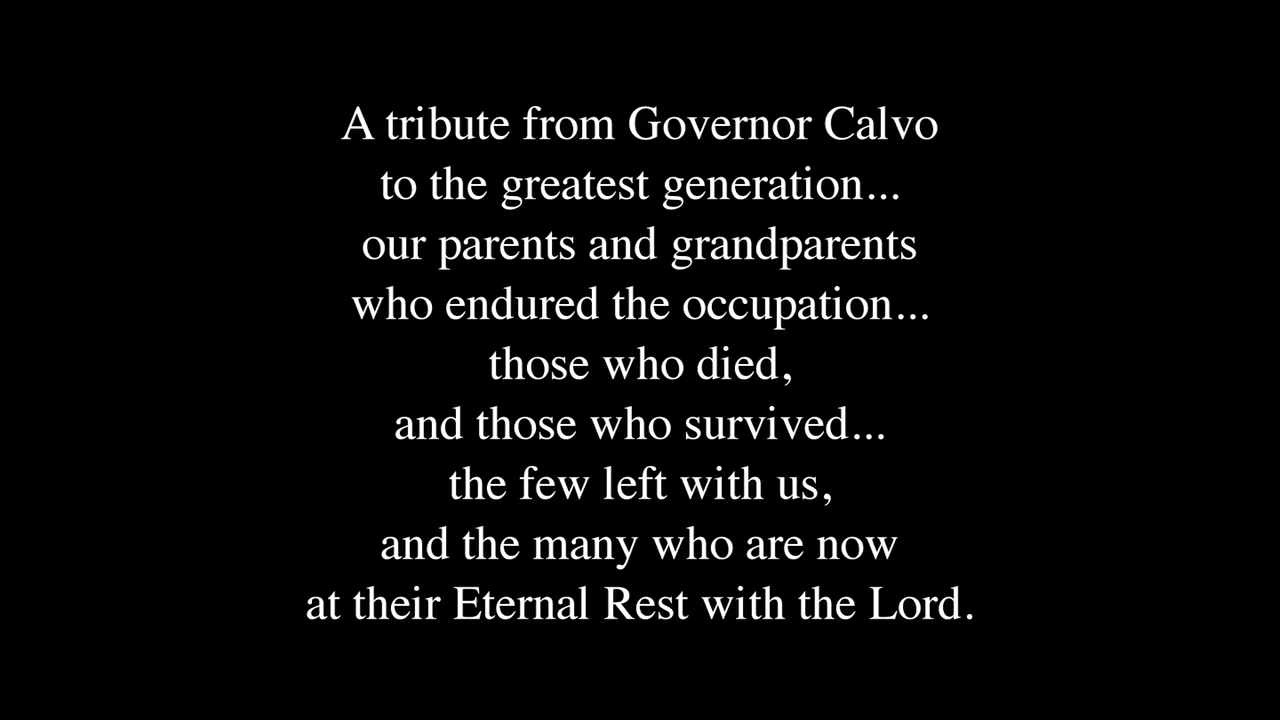 A tribute from Governor Calvo
to the greatest generation...
our parents and grandparents
who endured the occupation...
those who died,
and those who survived...
the few left with us,
and the many who are now
at their Eternal Rest with the Lord.